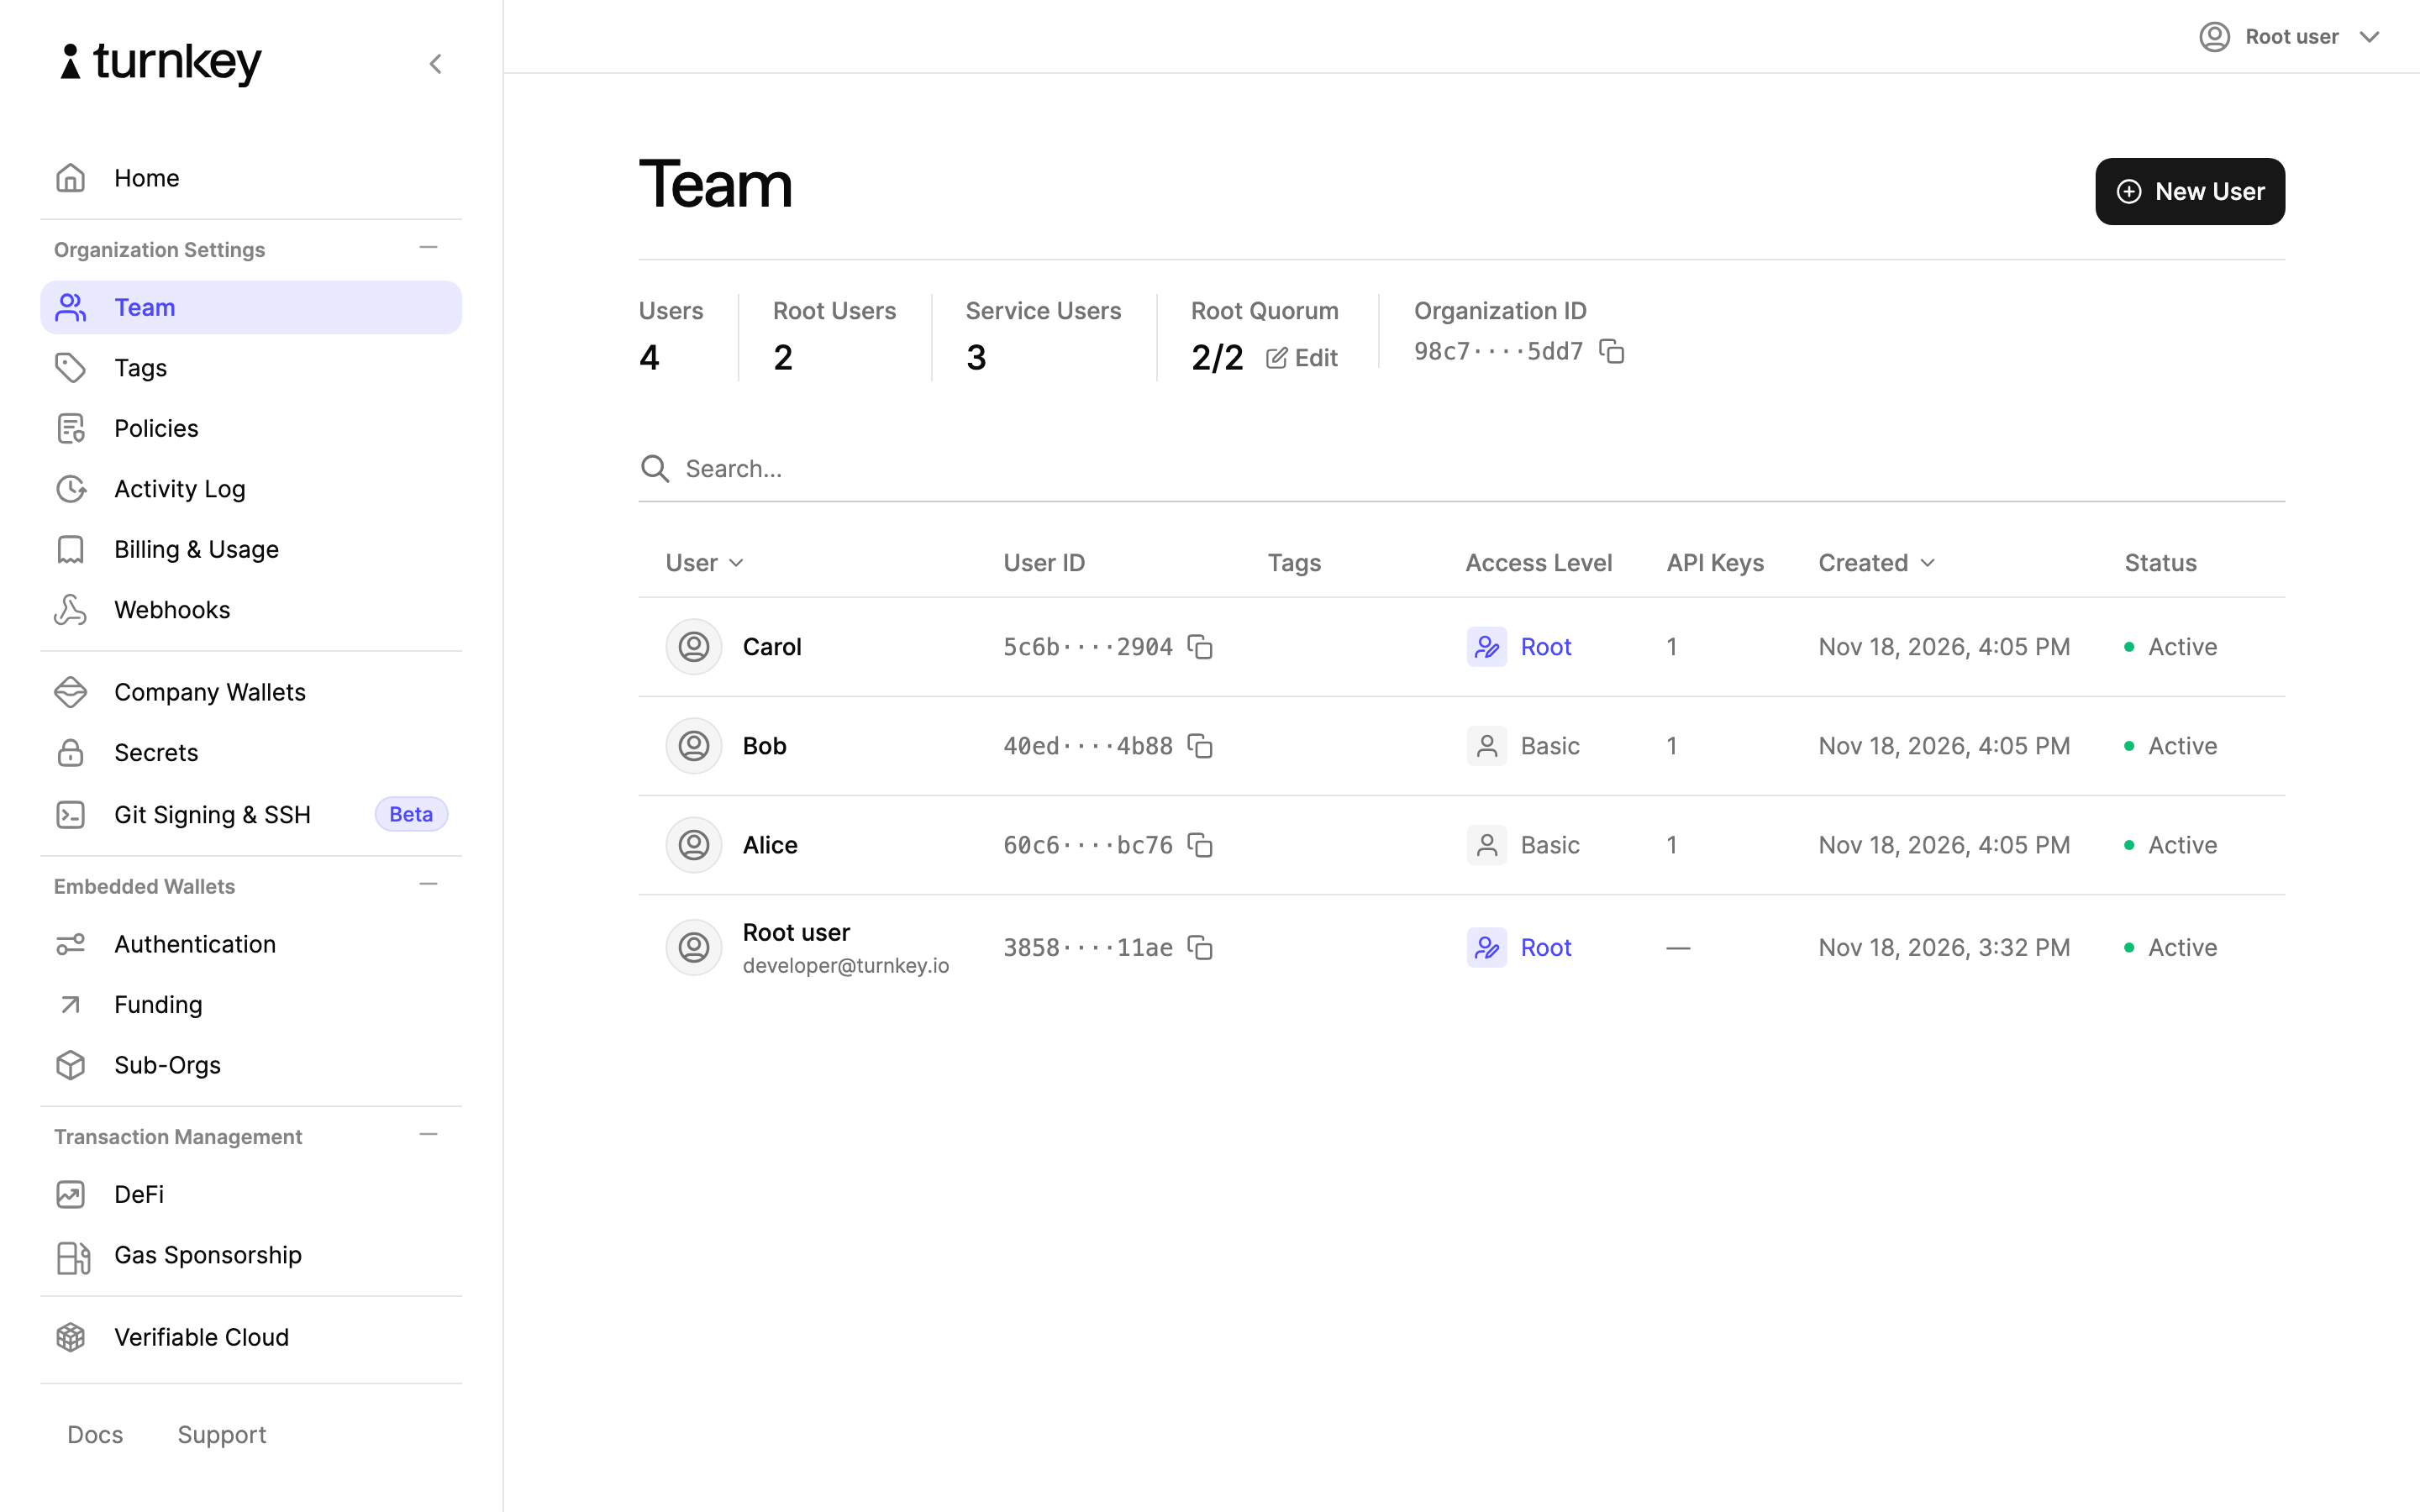 turnkey
Root user
Home
Organization Settings
Team
Tags
Policies
Activity Log
Billing & Usage
Webhooks
Company Wallets
Secrets
Git Signing & SSH Beta
Embedded Wallets
Authentication
Funding
Sub-Orgs
Transaction Management
DeFi
Gas Sponsorship
Verifiable Cloud
Docs Support
Team
New User
Users Root Users Service Users Root Quorum Organization ID
4 2 3 2/2 Edit 98c7····5dd7
Search...
User User ID Tags Access Level API Keys Created Status
Carol 5c6b····2904 Root 1 Nov 18, 2026, 4:05 PM Active
Bob 40ed····4b88 Basic 1 Nov 18, 2026, 4:05 PM Active
Alice 60c6····bc76 Basic 1 Nov 18, 2026, 4:05 PM Active
Root user 3858····11ae Root — Nov 18, 2026, 3:32 PM Active
developer@turnkey.io